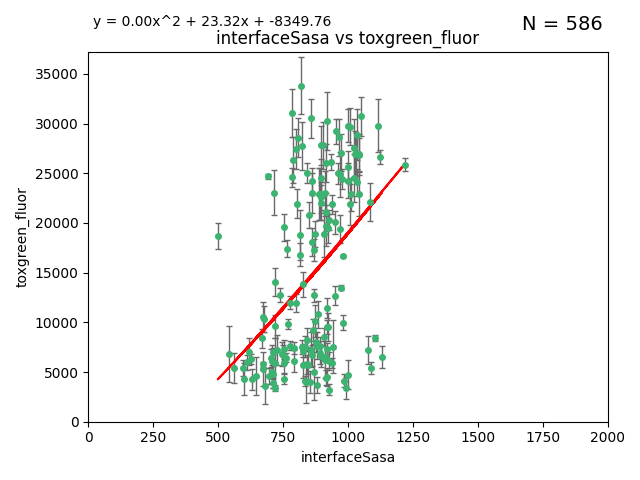 y = 0.00x^2 + 23.32x + -8349.76
N = 586
interfaceSasa vs toxgreen_fluor
35000
30000
25000
20000
15000
10000
5000
0
toxgreen_fluor
0 250 500 750 1000 1250 1500 1750 2000
interfaceSasa